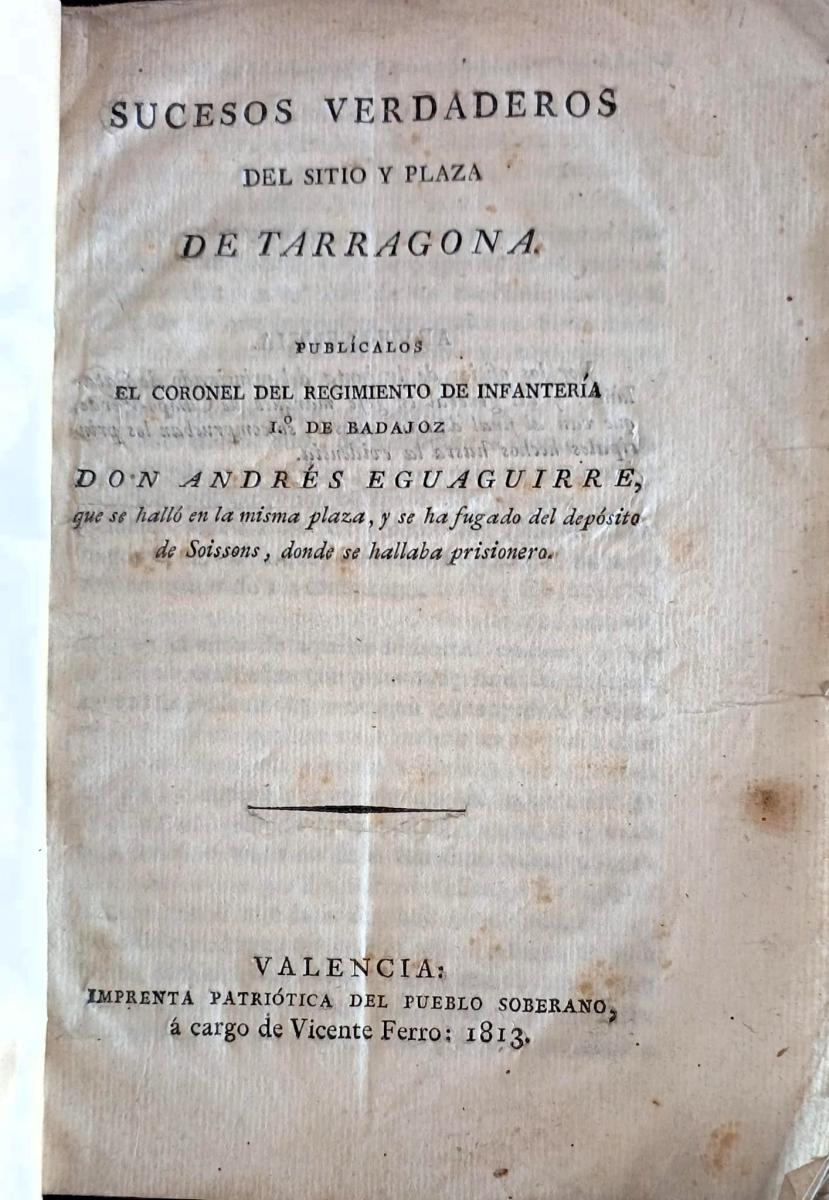 SUCESOS VERDADEROS
DEL SITIO Y PLAZA
DE TARRAGONA.
PUBLÍCALOS
EL CORONEL DEL REGIMIENTO DE INFANTERÍA
1.º DE BADAJOZ
DON ANDRÉS EGUAGUIRRE,
que se halló en la misma plaza, y se ha fugado del depósito
de Soissons, donde se hallaba prisionero.
VALENCIA:
IMPRENTA PATRIÓTICA DEL PUEBLO SOBERANO,
á cargo de Vicente Ferro: 1813.